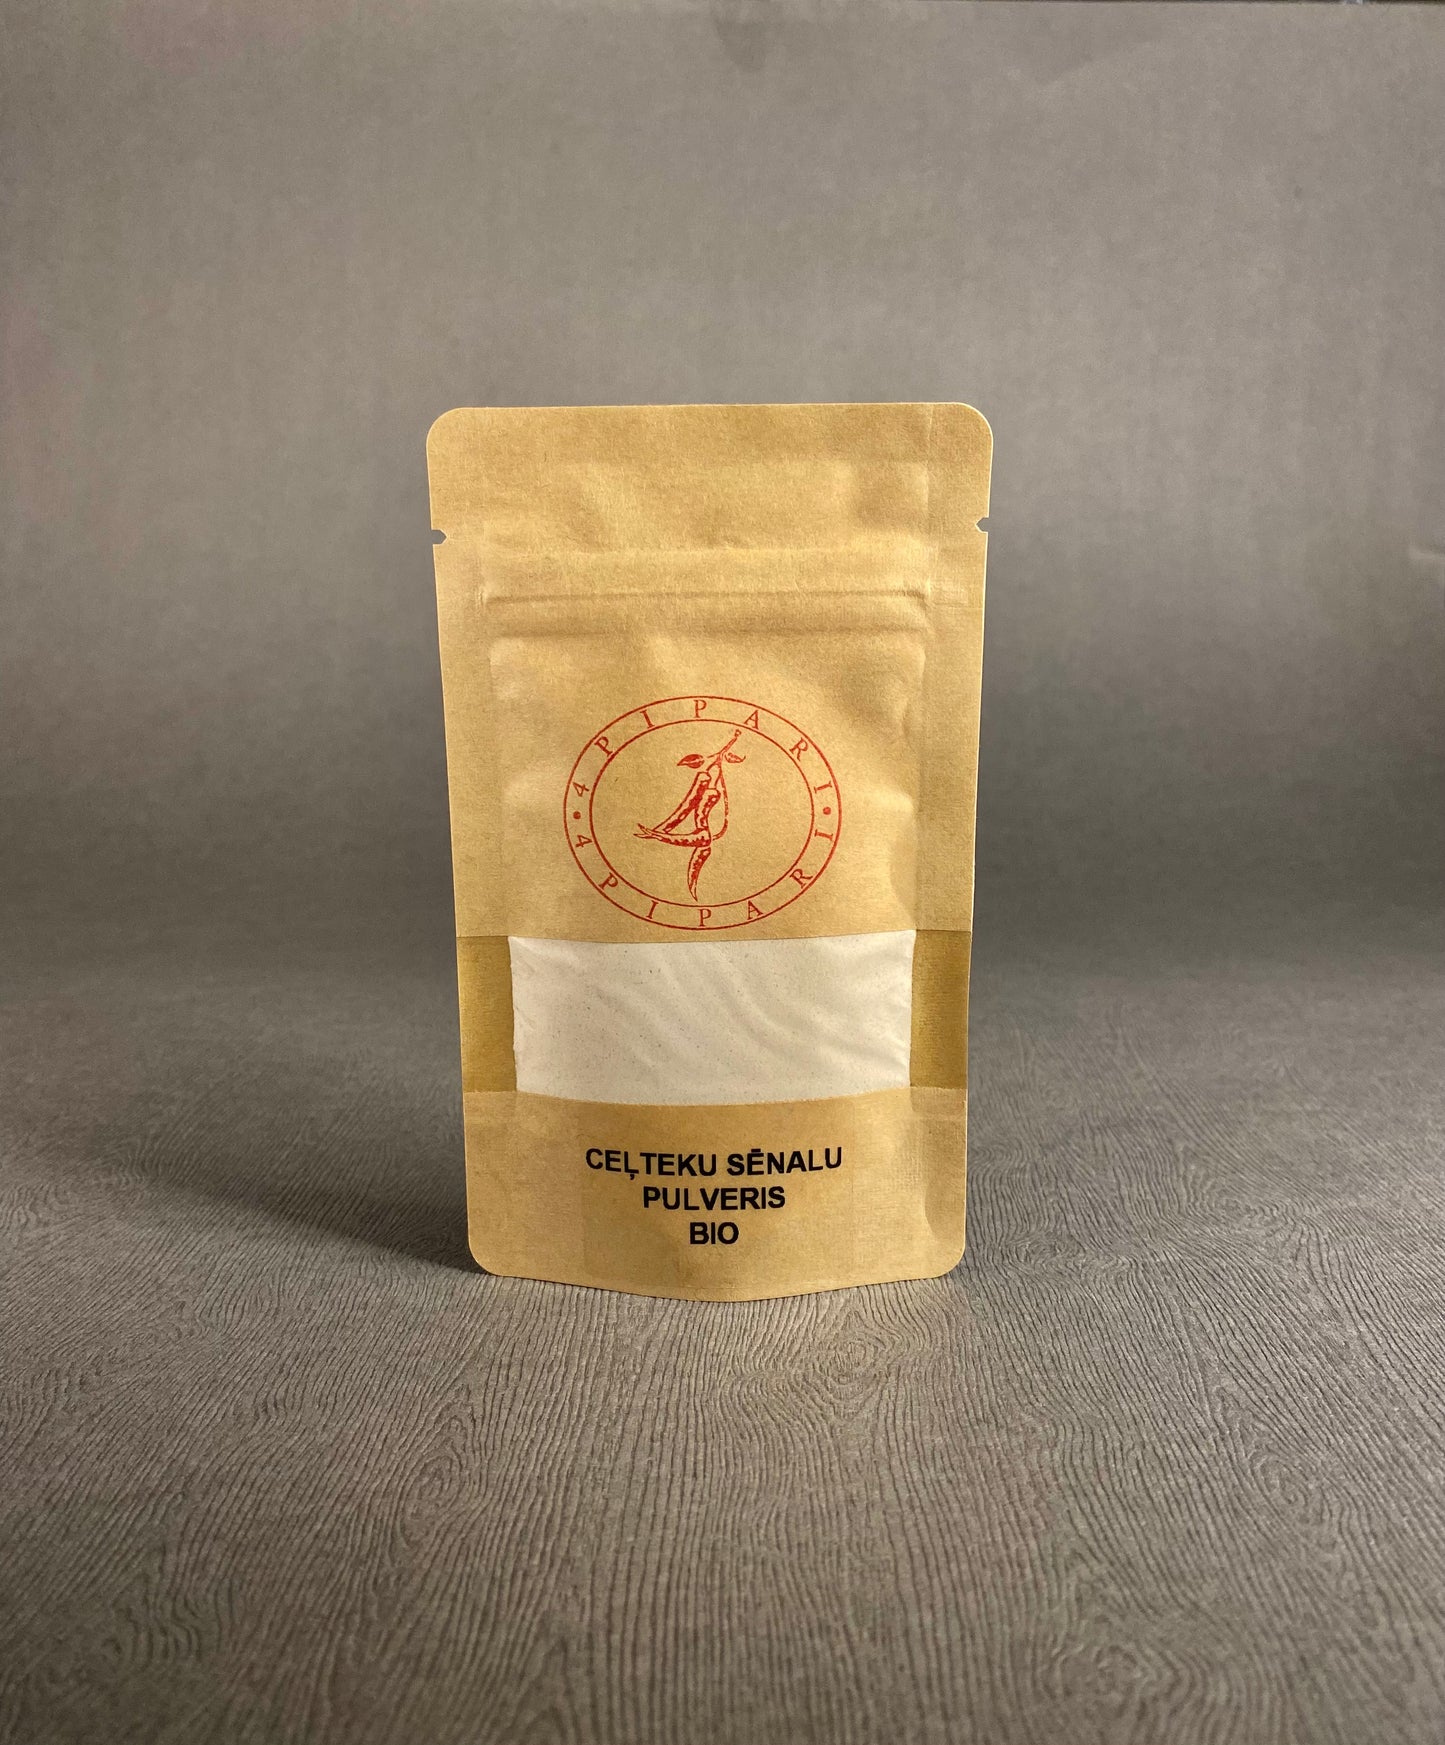 4 PIPARI
4 PIPARI
CEĻTEKU SĒNALU
PULVERIS
BIO